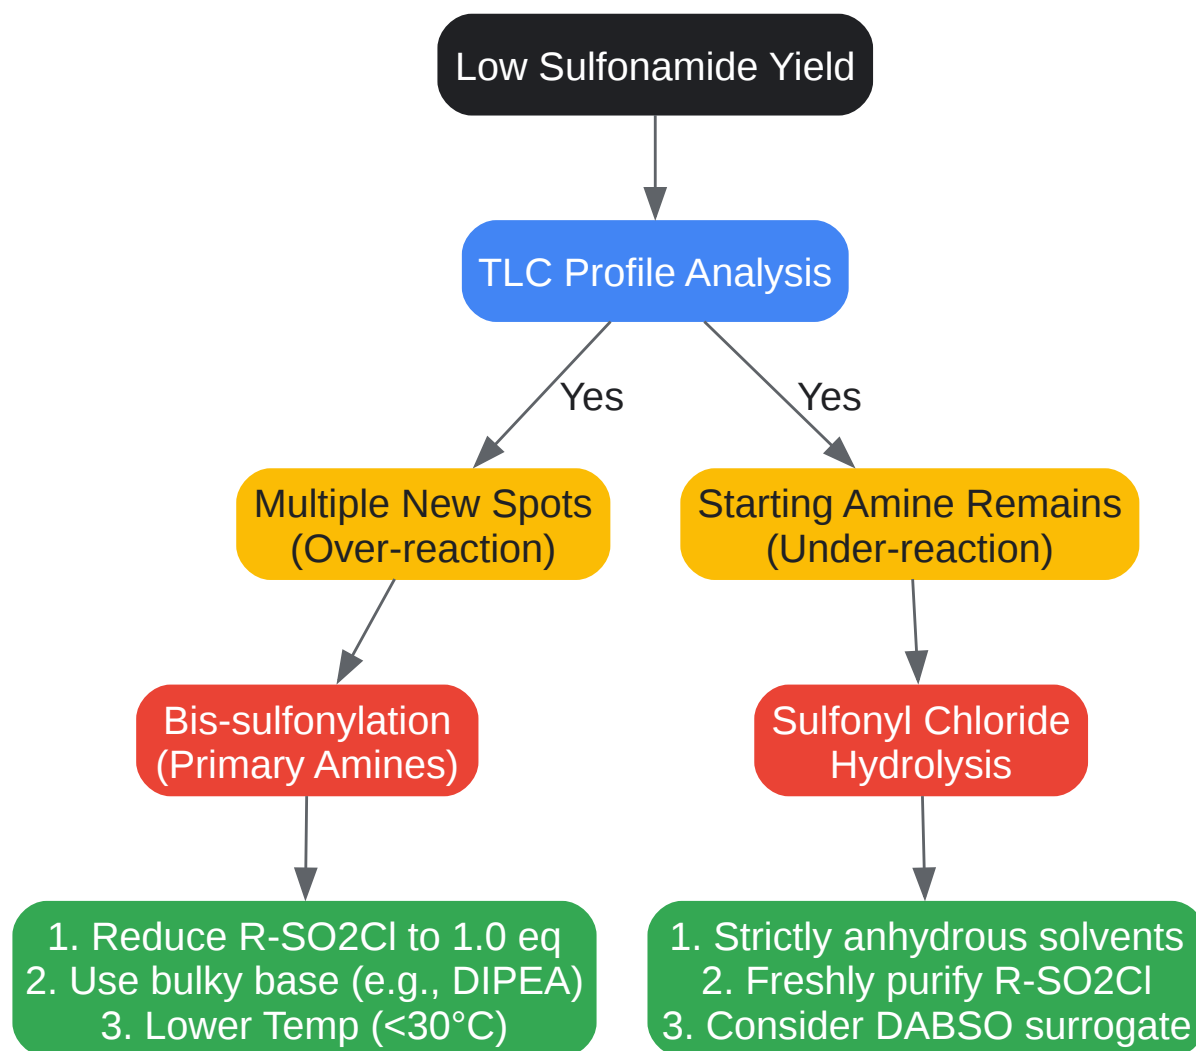 Low Sulfonamide Yield
TLC Profile Analysis
Yes
Yes
Multiple New Spots
(Over-reaction)
Starting Amine Remains
(Under-reaction)
Bis-sulfonylation
(Primary Amines)
Sulfonyl Chloride
Hydrolysis
1. Reduce R-SO2Cl to 1.0 eq
2. Use bulky base (e.g., DIPEA)
3. Lower Temp (<30°C)
1. Strictly anhydrous solvents
2. Freshly purify R-SO2Cl
3. Consider DABSO surrogate